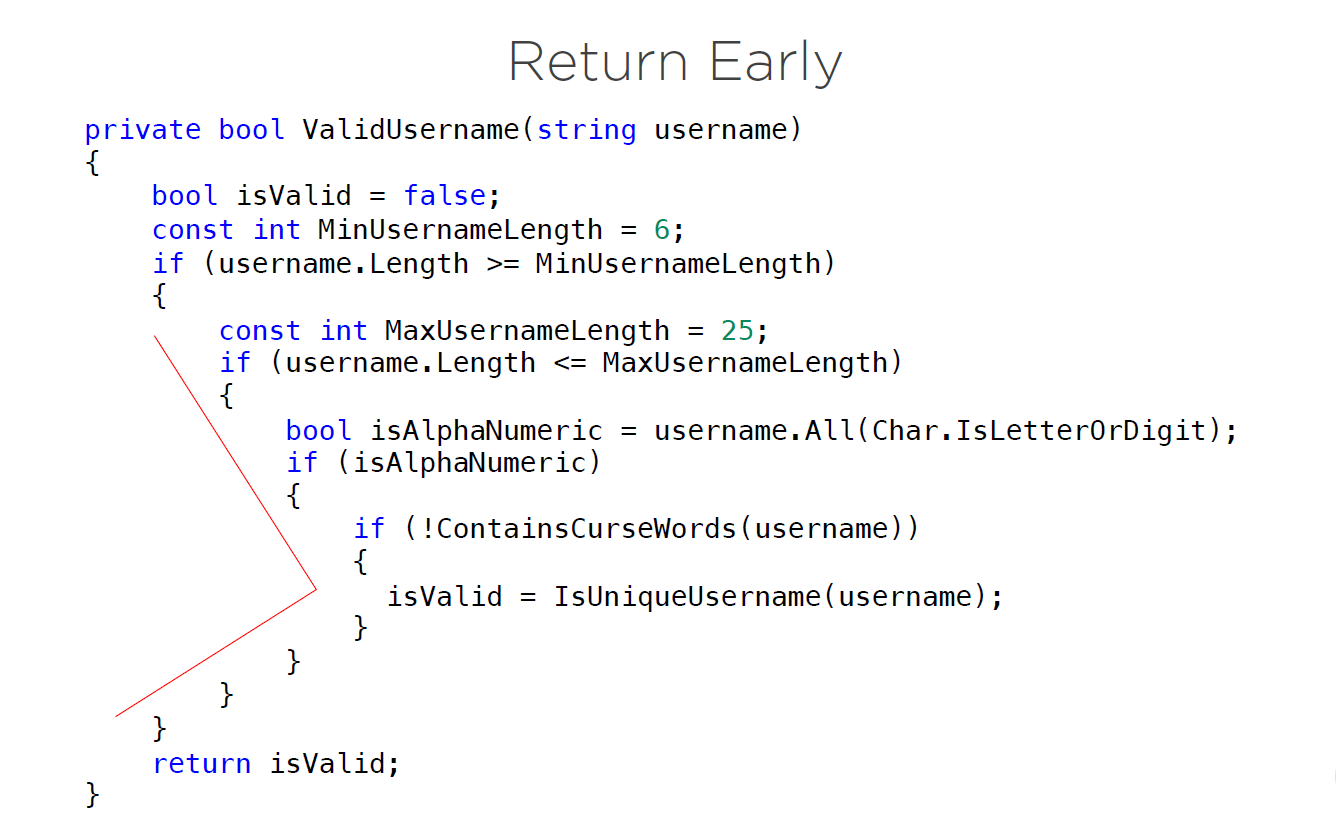 Return Early
private bool ValidUsername(string username)
{
    bool isValid = false;
    const int MinUsernameLength = 6;
    if (username.Length >= MinUsernameLength)
    {
        const int MaxUsernameLength = 25;
        if (username.Length <= MaxUsernameLength)
        {
            bool isAlphaNumeric = username.All(Char.IsLetterOrDigit);
            if (isAlphaNumeric)
            {
                if (!ContainsCurseWords(username))
                {
                  isValid = IsUniqueUsername(username);
                }
            }
        }
    }
    return isValid;
}